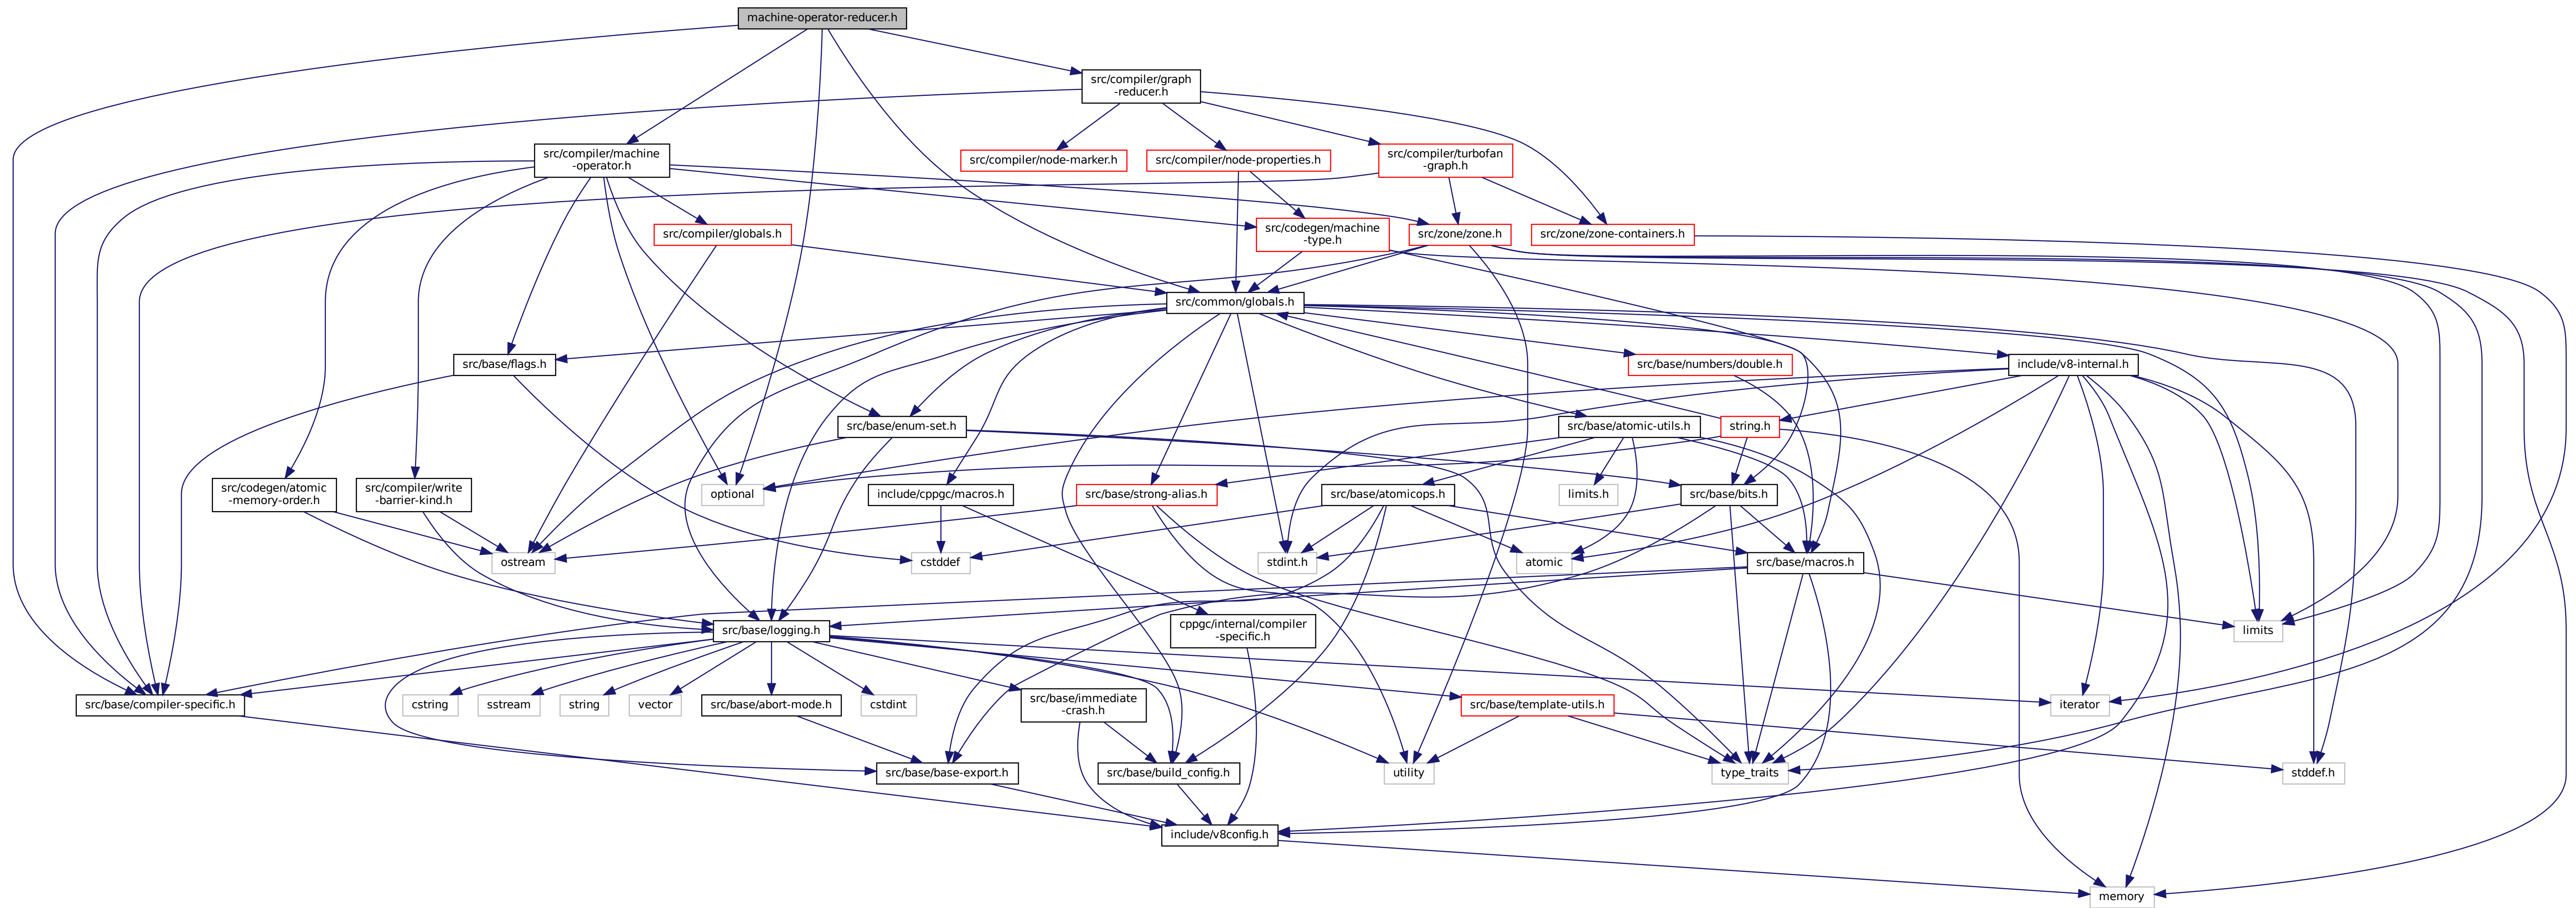 machine-operator-reducer.h
src/compiler/graph
-reducer.h
src/compiler/machine
-operator.h
src/compiler/node-marker.h
src/compiler/node-properties.h
src/compiler/turbofan
-graph.h
src/compiler/globals.h
src/codegen/machine
-type.h
src/zone/zone.h
src/zone/zone-containers.h
src/common/globals.h
src/base/flags.h
src/base/numbers/double.h
include/v8-internal.h
src/base/enum-set.h
src/base/atomic-utils.h
string.h
src/codegen/atomic
-memory-order.h
src/compiler/write
-barrier-kind.h
optional
include/cppgc/macros.h
src/base/strong-alias.h
src/base/atomicops.h
limits.h
src/base/bits.h
ostream
cstddef
stdint.h
atomic
src/base/macros.h
src/base/logging.h
cppgc/internal/compiler
-specific.h
limits
src/base/compiler-specific.h
cstring
sstream
string
vector
src/base/abort-mode.h
cstdint
src/base/immediate
-crash.h
src/base/template-utils.h
iterator
src/base/base-export.h
src/base/build_config.h
utility
type_traits
stddef.h
include/v8config.h
memory